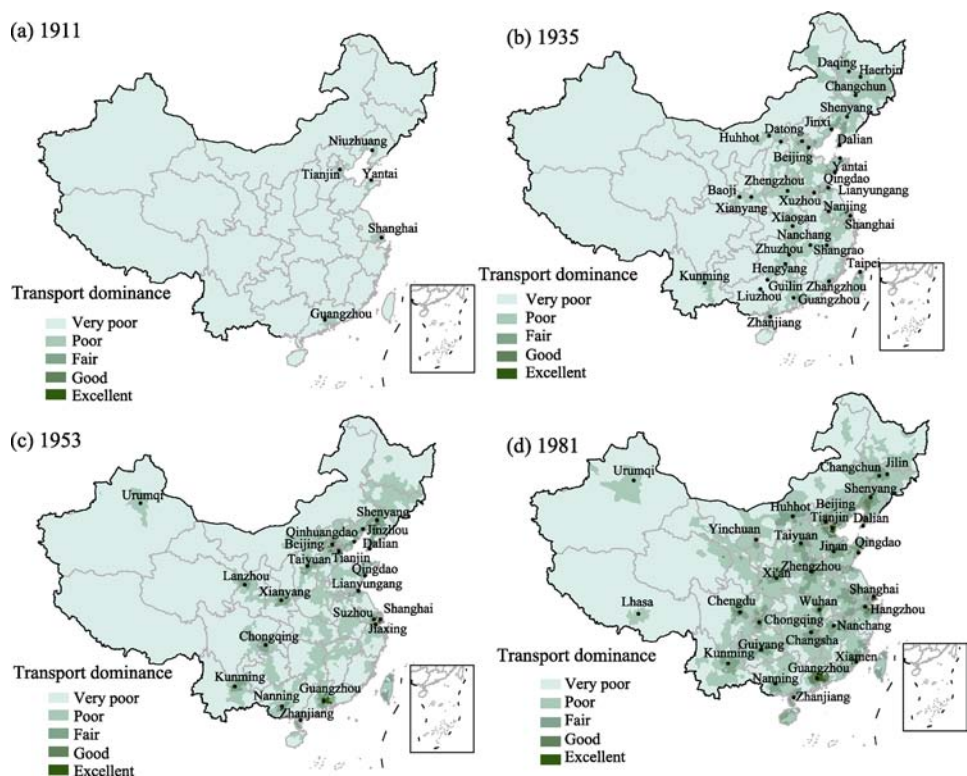 (a) 1911
Niuzhuang
Tianjin
Yantai
Shanghai
Guangzhou
Transport dominance
Very poor
Poor
Fair
Good
Excellent
(b) 1935
Daqing
Haerbin
Changchun
Shenyang
Jinxi
Huhhot
Datong
Dalian
Beijing
Yantai
Zhengzhou
Qingdao
Baoji
Lianyungang
Xuzhou
Xianyang
Nanjing
Xiaogan
Shanghai
Nanchang
Zhuzhou
Shangrao
Hengyang
Taipei
Kunming
Guilin
Zhangzhou
Liuzhou
Guangzhou
Zhanjiang
Transport dominance
Very poor
Poor
Fair
Good
Excellent
(c) 1953
Urumqi
Shenyang
Qinhuangdao
Jinzhou
Beijing
Dalian
Taiyuan
Tianjin
Lanzhou
Qingdao
Xianyang
Lianyungang
Suzhou
Shanghai
Jiaxing
Chongqing
Kunming
Nanning
Guangzhou
Zhanjiang
Transport dominance
Very poor
Poor
Fair
Good
Excellent
(d) 1981
Urumqi
Changchun
Jilin
Shenyang
Huhhot
Beijing
Tianjin
Dalian
Yinchuan
Taiyuan
Jinan
Qingdao
Zhengzhou
Xi'an
Shanghai
Lhasa
Chengdu
Wuhan
Hangzhou
Chongqing
Nanchang
Guiyang
Changsha
Kunming
Xiamen
Guangzhou
Nanning
Zhanjiang
Transport dominance
Very poor
Poor
Fair
Good
Excellent